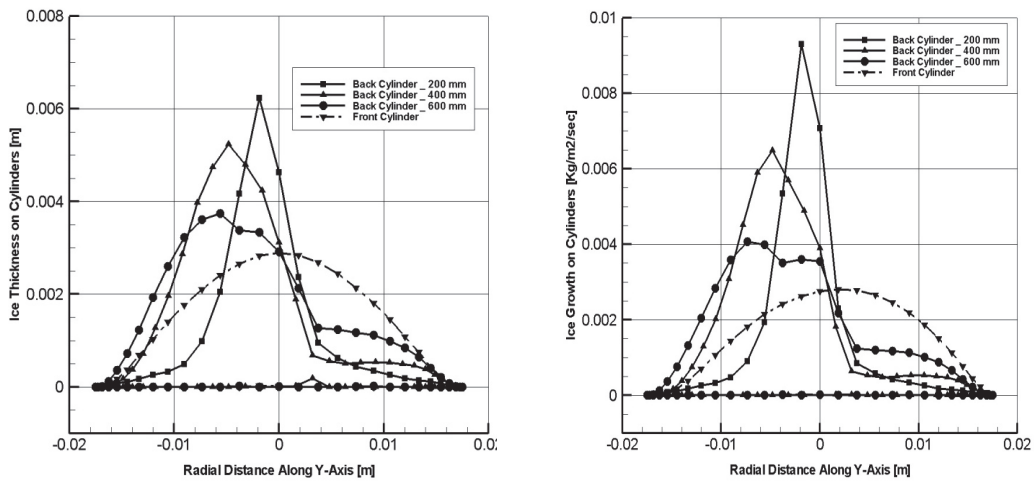 0.008
0.006
0.004
0.002
0
-0.02
-0.01
0
0.01
0.02
Ice Thickness on Cylinders [m]
Radial Distance Along Y-Axis [m]
Back Cylinder _ 200 mm
Back Cylinder _ 400 mm
Back Cylinder _ 600 mm
Front Cylinder
0.01
0.008
0.006
0.004
0.002
0
-0.02
-0.01
0
0.01
0.02
Ice Growth on Cylinders [Kg/m2/sec]
Radial Distance Along Y-Axis [m]
Back Cylinder _ 200 mm
Back Cylinder _ 400 mm
Back Cylinder _ 600 mm
Front Cylinder